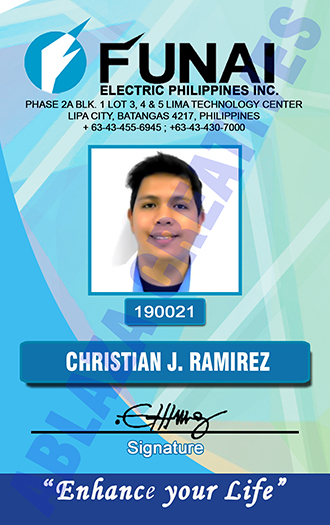 FUNAI
ELECTRIC PHILIPPINES INC.
PHASE 2A BLK. 1 LOT 3, 4 & 5 LIMA TECHNOLOGY CENTER
LIPA CITY, BATANGAS 4217, PHILIPPINES
+ 63-43-455-6945 ; +63-43-430-7000
190021
CHRISTIAN J. RAMIREZ
Signature
“Enhance your Life”